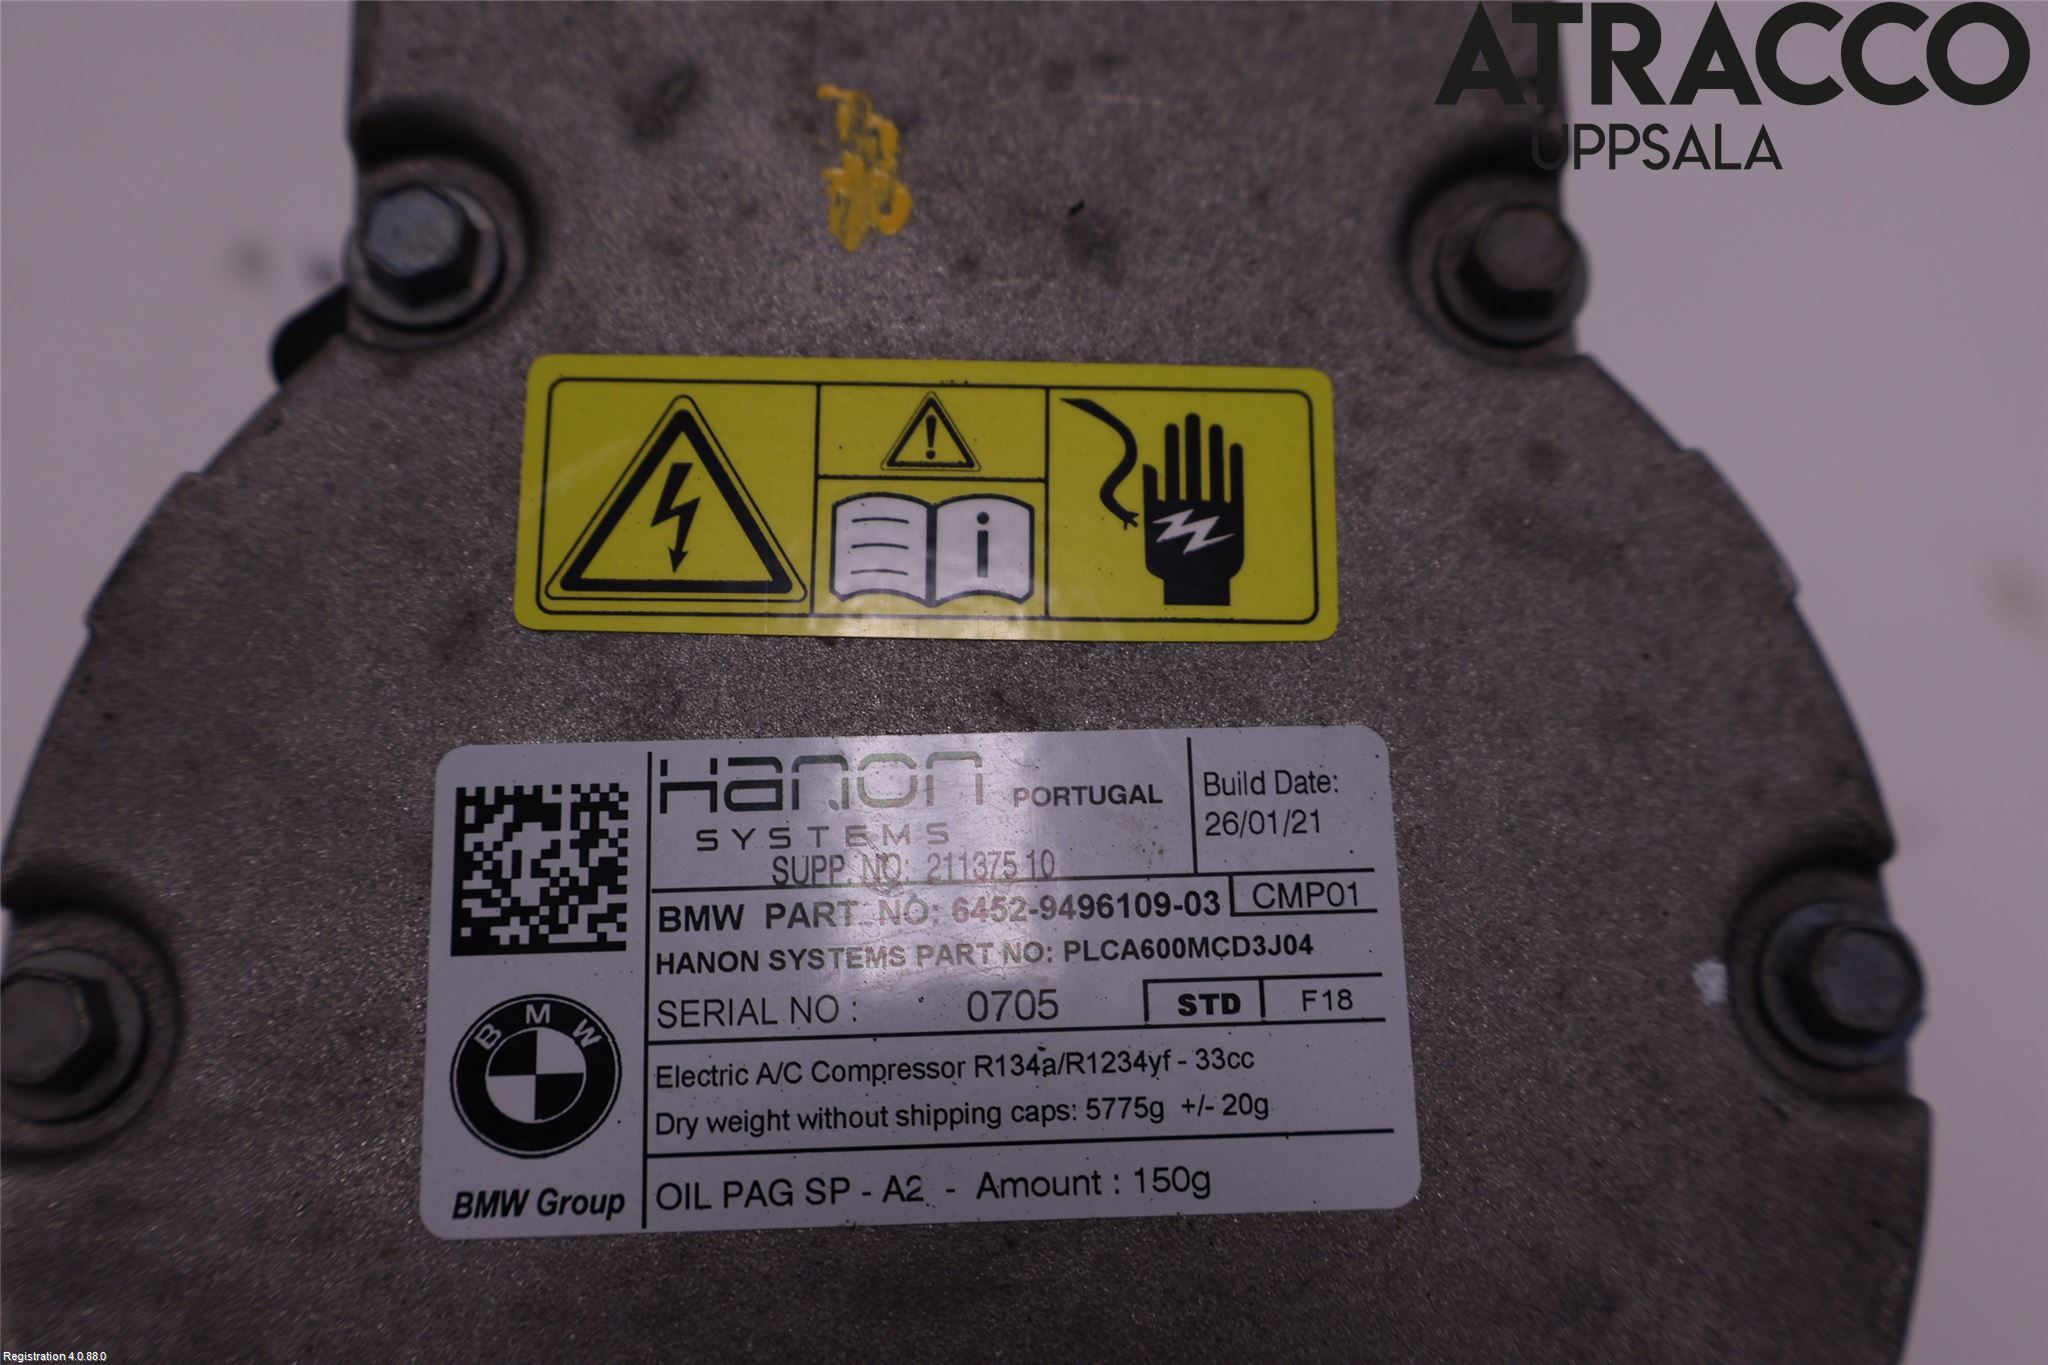 ATRACCO
UPPSALA
!
i
Hanon
SYSTEMS
PORTUGAL
Build Date:
26/01/21
SUPP. NO: 211375 10
BMW PART NO: 6452-9496109-03
CMP01
HANON SYSTEMS PART NO: PLCA600MCD3J04
SERIAL NO : 0705
STD
F18
Electric A/C Compressor R134a/R1234yf - 33cc
Dry weight without shipping caps: 5775g +/- 20g
OIL PAG SP - A2 - Amount : 150g
BMW
BMW Group
Registration 4.0.88.0